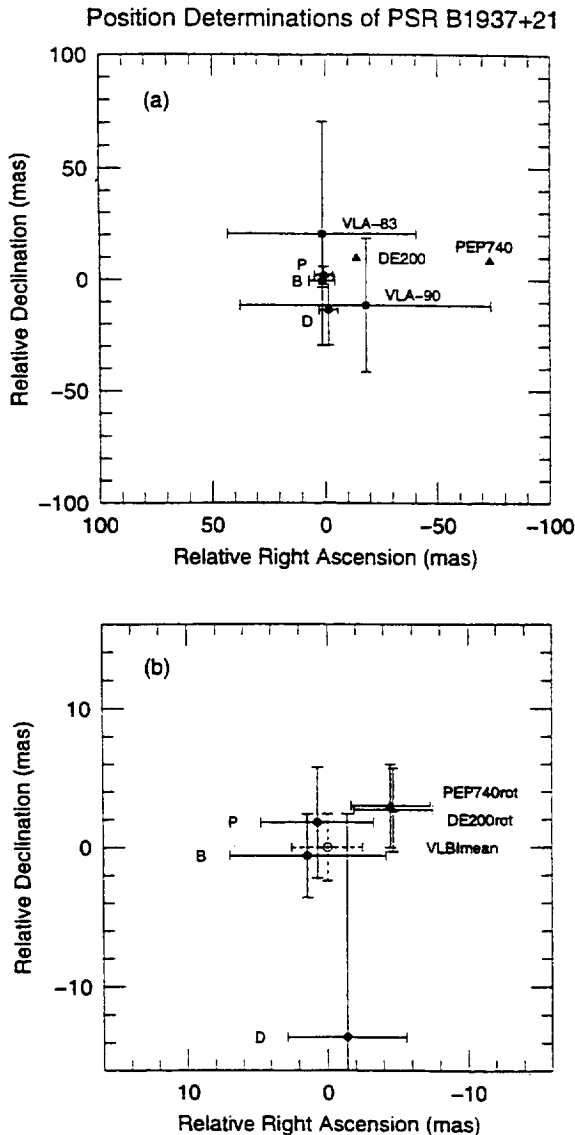 Position Determinations of PSR B1937+21
(a)
100
50
0
−50
−100
Relative Declination (mas)
VLA−83
PEP740
DE200
P
B
VLA−90
D
100
50
0
−50
−100
Relative Right Ascension (mas)
(b)
10
0
−10
Relative Declination (mas)
PEP740rot
P
DE200rot
VLBImean
B
D
10
0
−10
Relative Right Ascension (mas)